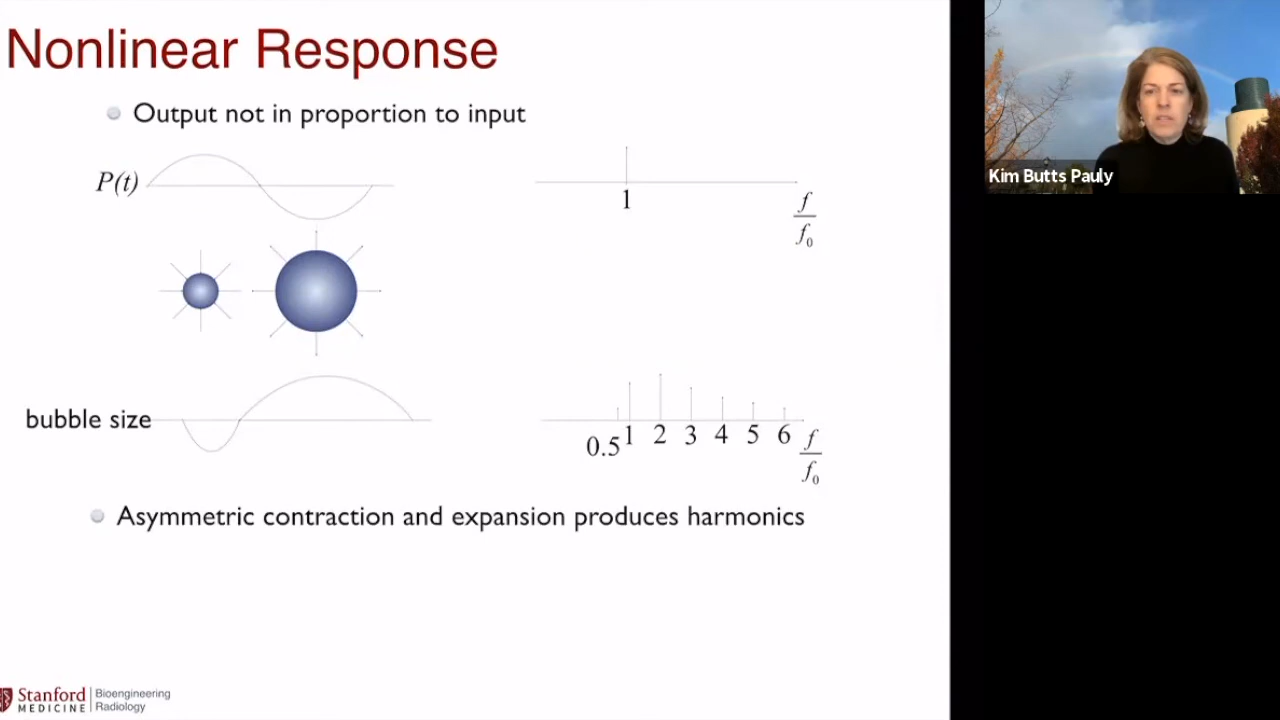 Nonlinear Response
Output not in proportion to input
P(t)
1
f
f0
bubble size
0.5 1 2 3 4 5 6
f
f0
Asymmetric contraction and expansion produces harmonics
Stanford
MEDICINE
Bioengineering
Radiology
Kim Butts Pauly